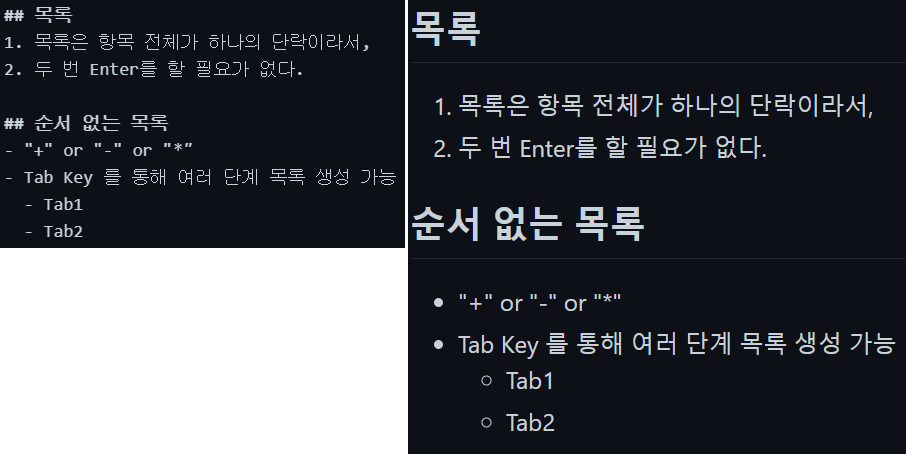 ## 목록
1. 목록은 항목 전체가 하나의 단락이라서,
2. 두 번 Enter를 할 필요가 없다.
## 순서 없는 목록
- "+" or "-" or "*”
- Tab Key 를 통해 여러 단계 목록 생성 가능
- Tab1
- Tab2
목록
1. 목록은 항목 전체가 하나의 단락이라서,
2. 두 번 Enter를 할 필요가 없다.
순서 없는 목록
• "+" or "-" or "*"
• Tab Key 를 통해 여러 단계 목록 생성 가능
○ Tab1
○ Tab2